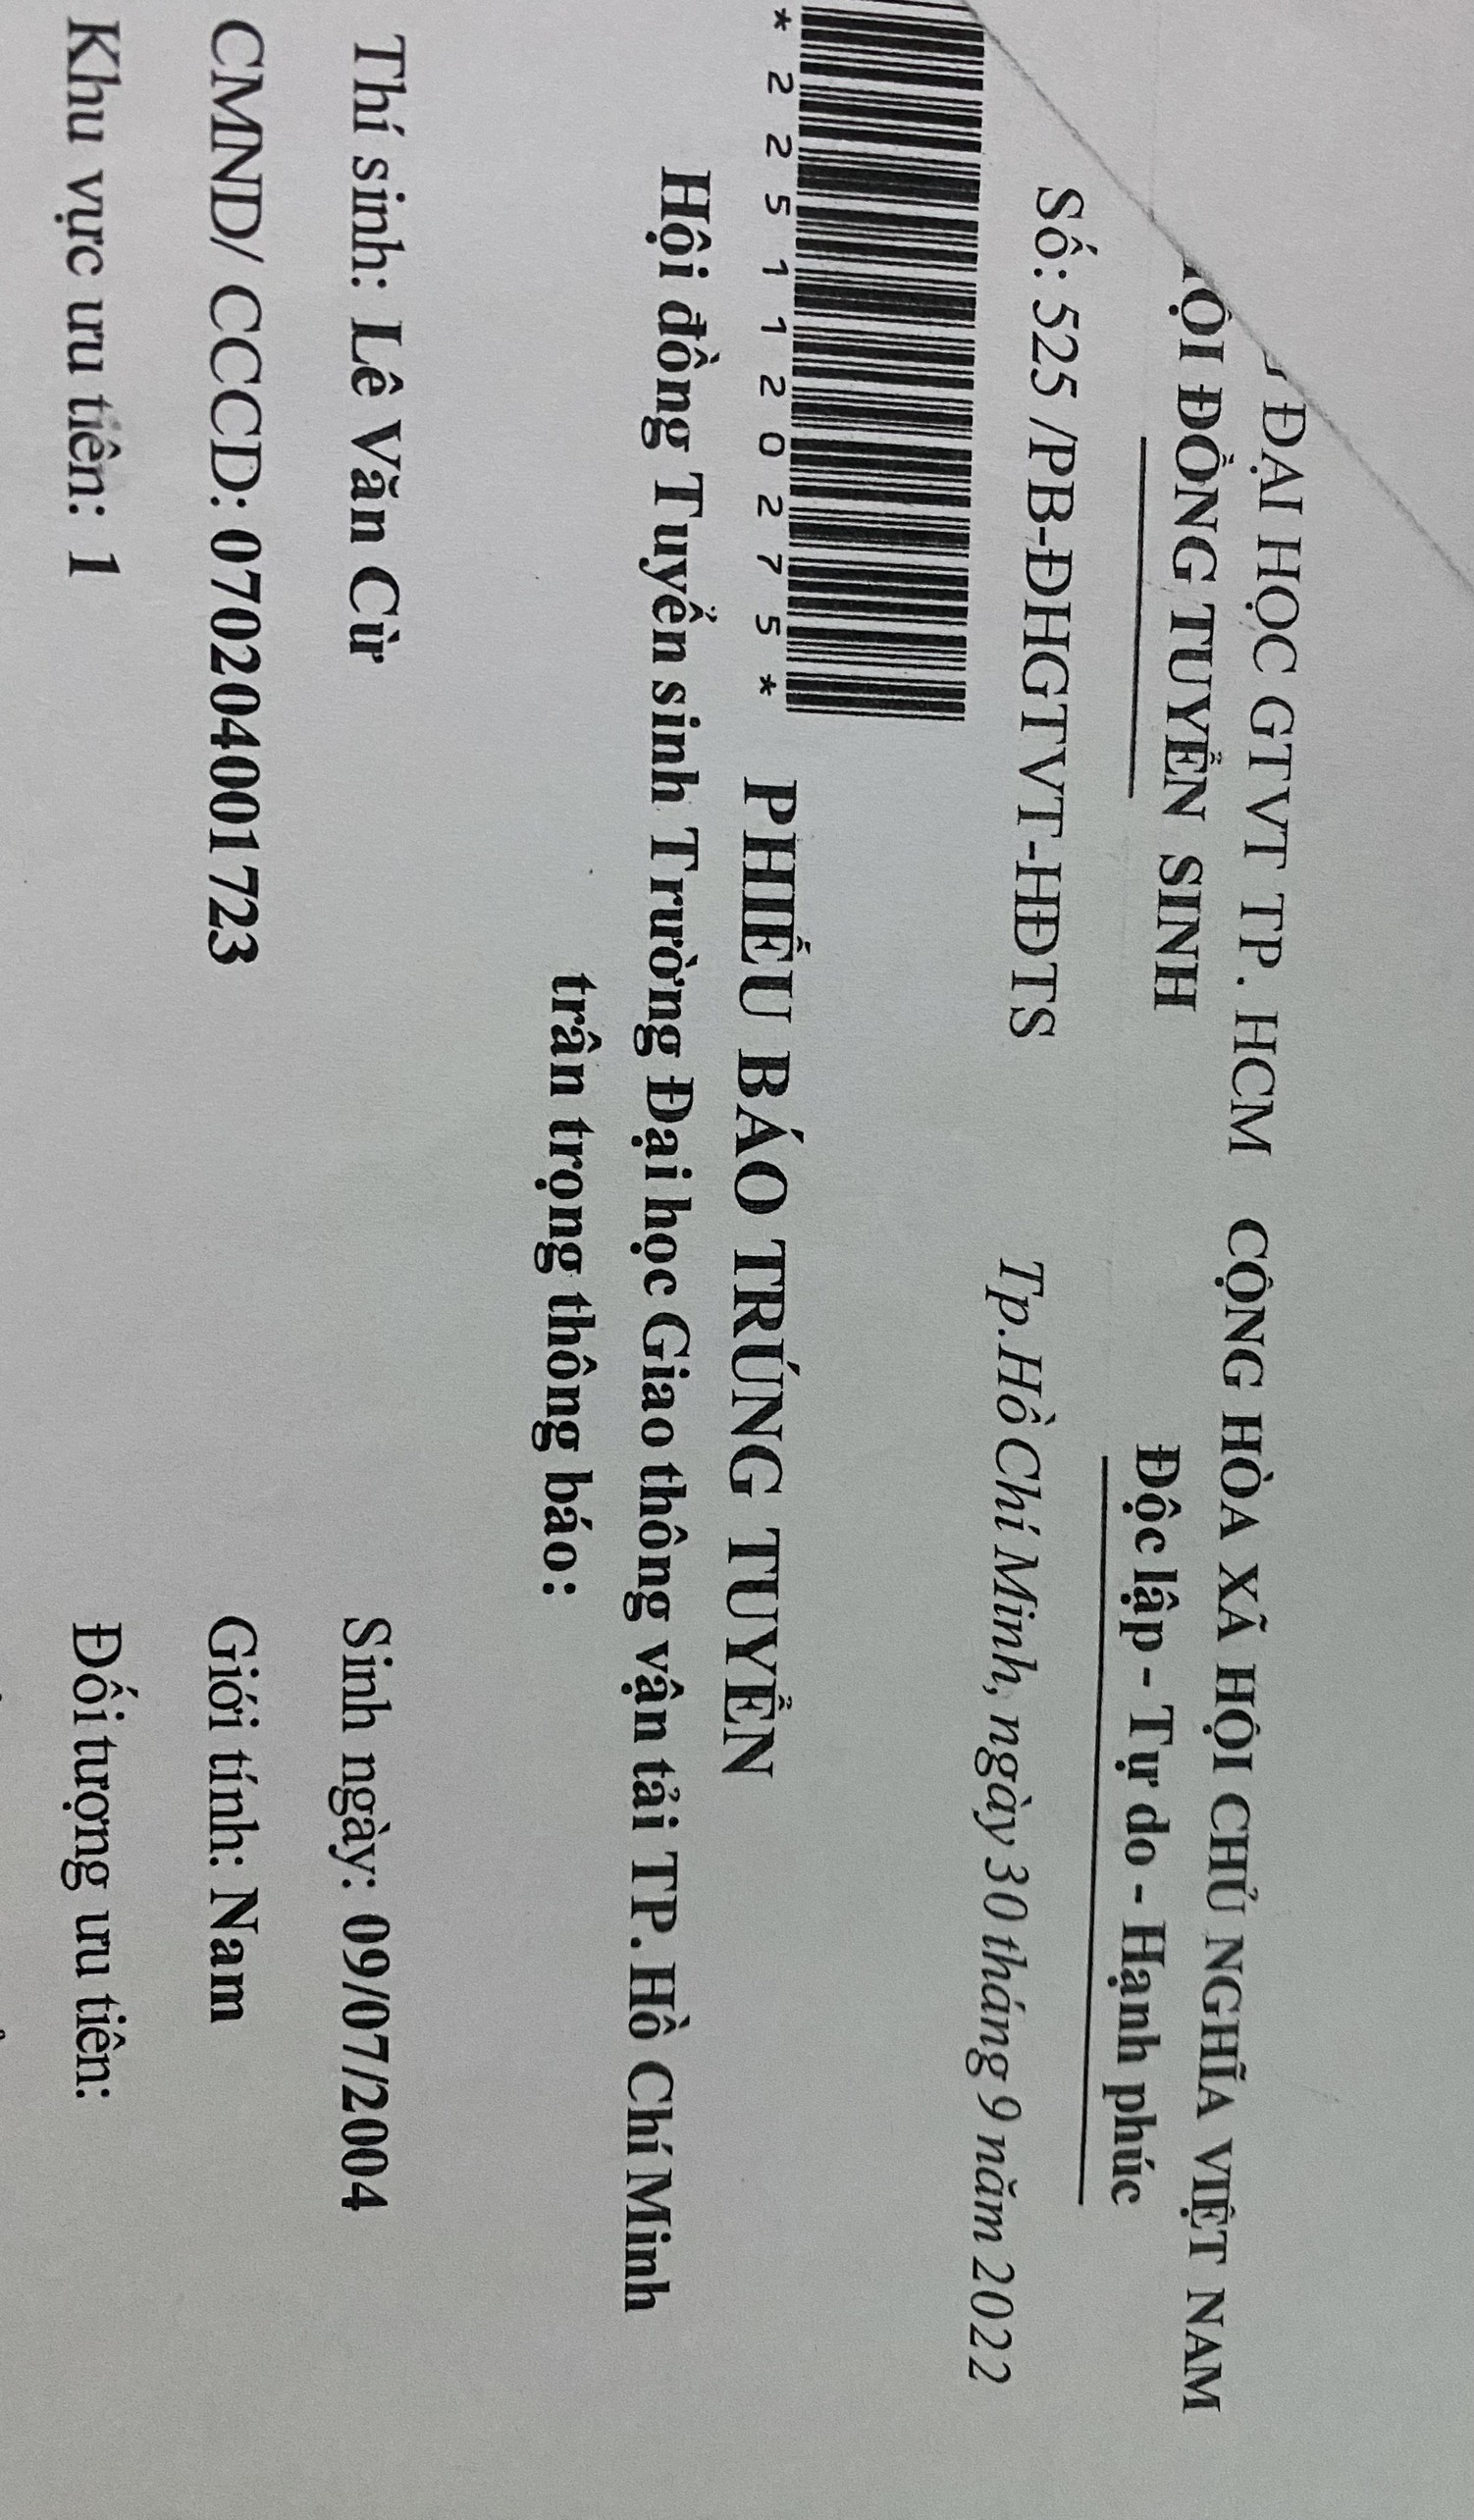 ĐẠI HỌC GTVT TP. HCM CỘNG HÒA XÃ HỘI CHỦ NGHĨA VIỆT NAM
ĐỒNG TUYỂN SINH Độc lập - Tự do - Hạnh phúc
Số: 525 /PB-ĐHGTVT-HĐTS Tp.Hồ Chí Minh, ngày 30 tháng 9 năm 2022
*2251120275*
PHIẾU BÁO TRÚNG TUYỂN
Hội đồng Tuyển sinh Trường Đại học Giao thông vận tải TP. Hồ Chí Minh
trân trọng thông báo:
Thí sinh: Lê Văn Cừ Sinh ngày: 09/07/2004
CMND/ CCCD: 070204001723 Giới tính: Nam
Khu vực ưu tiên: 1 Đối tượng ưu tiên: